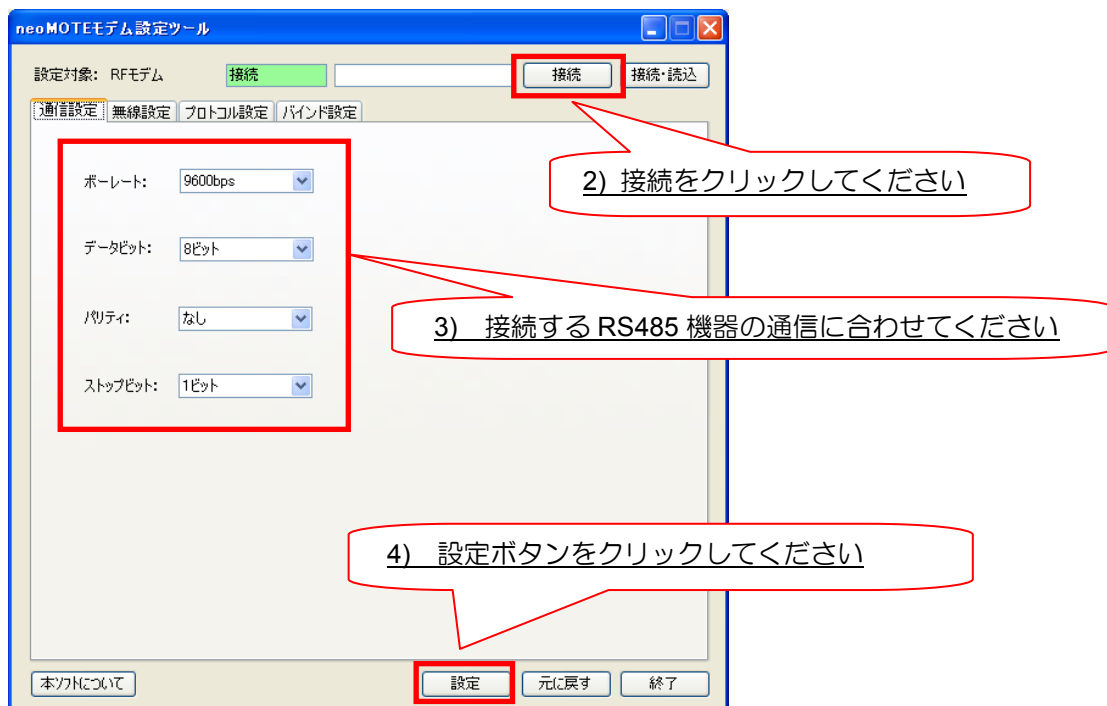 neoMOTEモデム設定ツール
設定対象: RFモデム 接続 接続 接続・読込
通信設定 無線設定 プロトコル設定 バインド設定
ボーレート: 9600bps
2) 接続をクリックしてください
データビット: 8ビット
パリティ: なし
3) 接続する RS485 機器の通信に合わせてください
ストップビット: 1ビット
4) 設定ボタンをクリックしてください
本ソフトについて 設定 元に戻す 終了